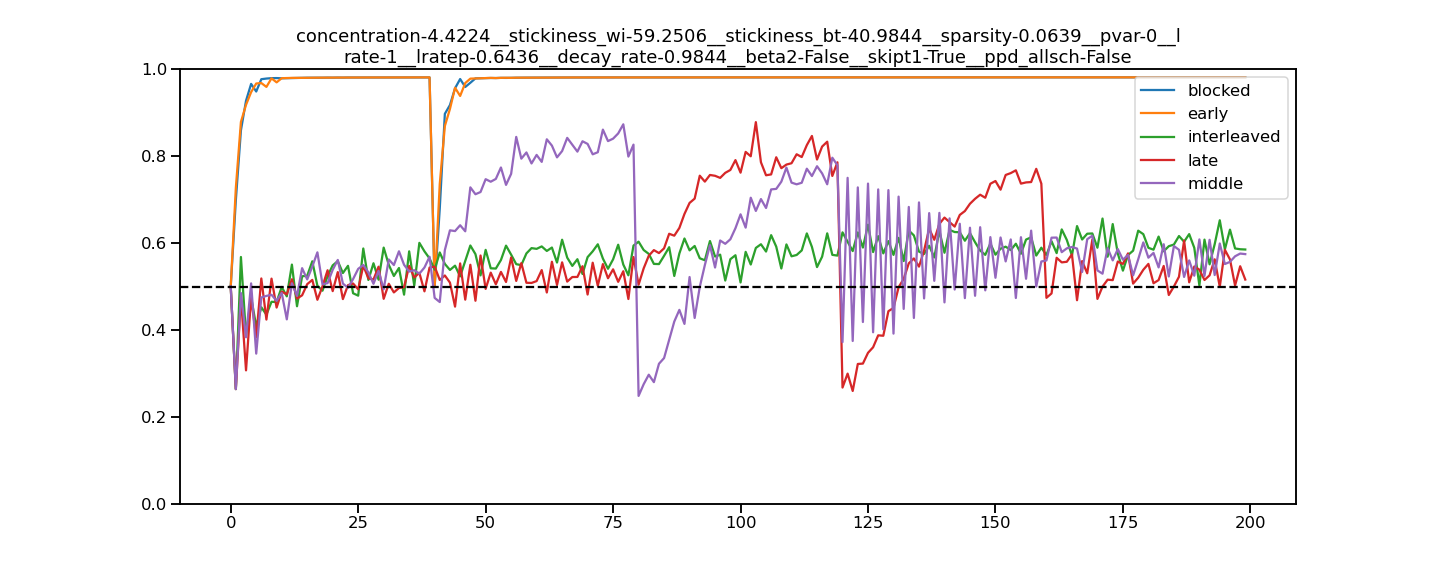 concentration-4.4224__stickiness_wi-59.2506__stickiness_bt-40.9844__sparsity-0.0639__pvar-0__l
rate-1__lratep-0.6436__decay_rate-0.9844__beta2-False__skipt1-True__ppd_allsch-False
1.0
0.8
0.6
0.4
0.2
0.0
blocked
early
interleaved
late
middle
0 25 50 75 100 125 150 175 200